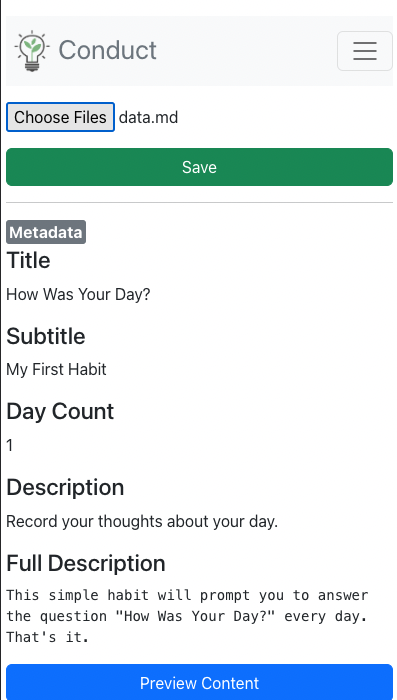 Conduct
Choose Files data.md
Save
Metadata
Title
How Was Your Day?
Subtitle
My First Habit
Day Count
1
Description
Record your thoughts about your day.
Full Description
This simple habit will prompt you to answer
the question "How Was Your Day?" every day.
That's it.
Preview Content